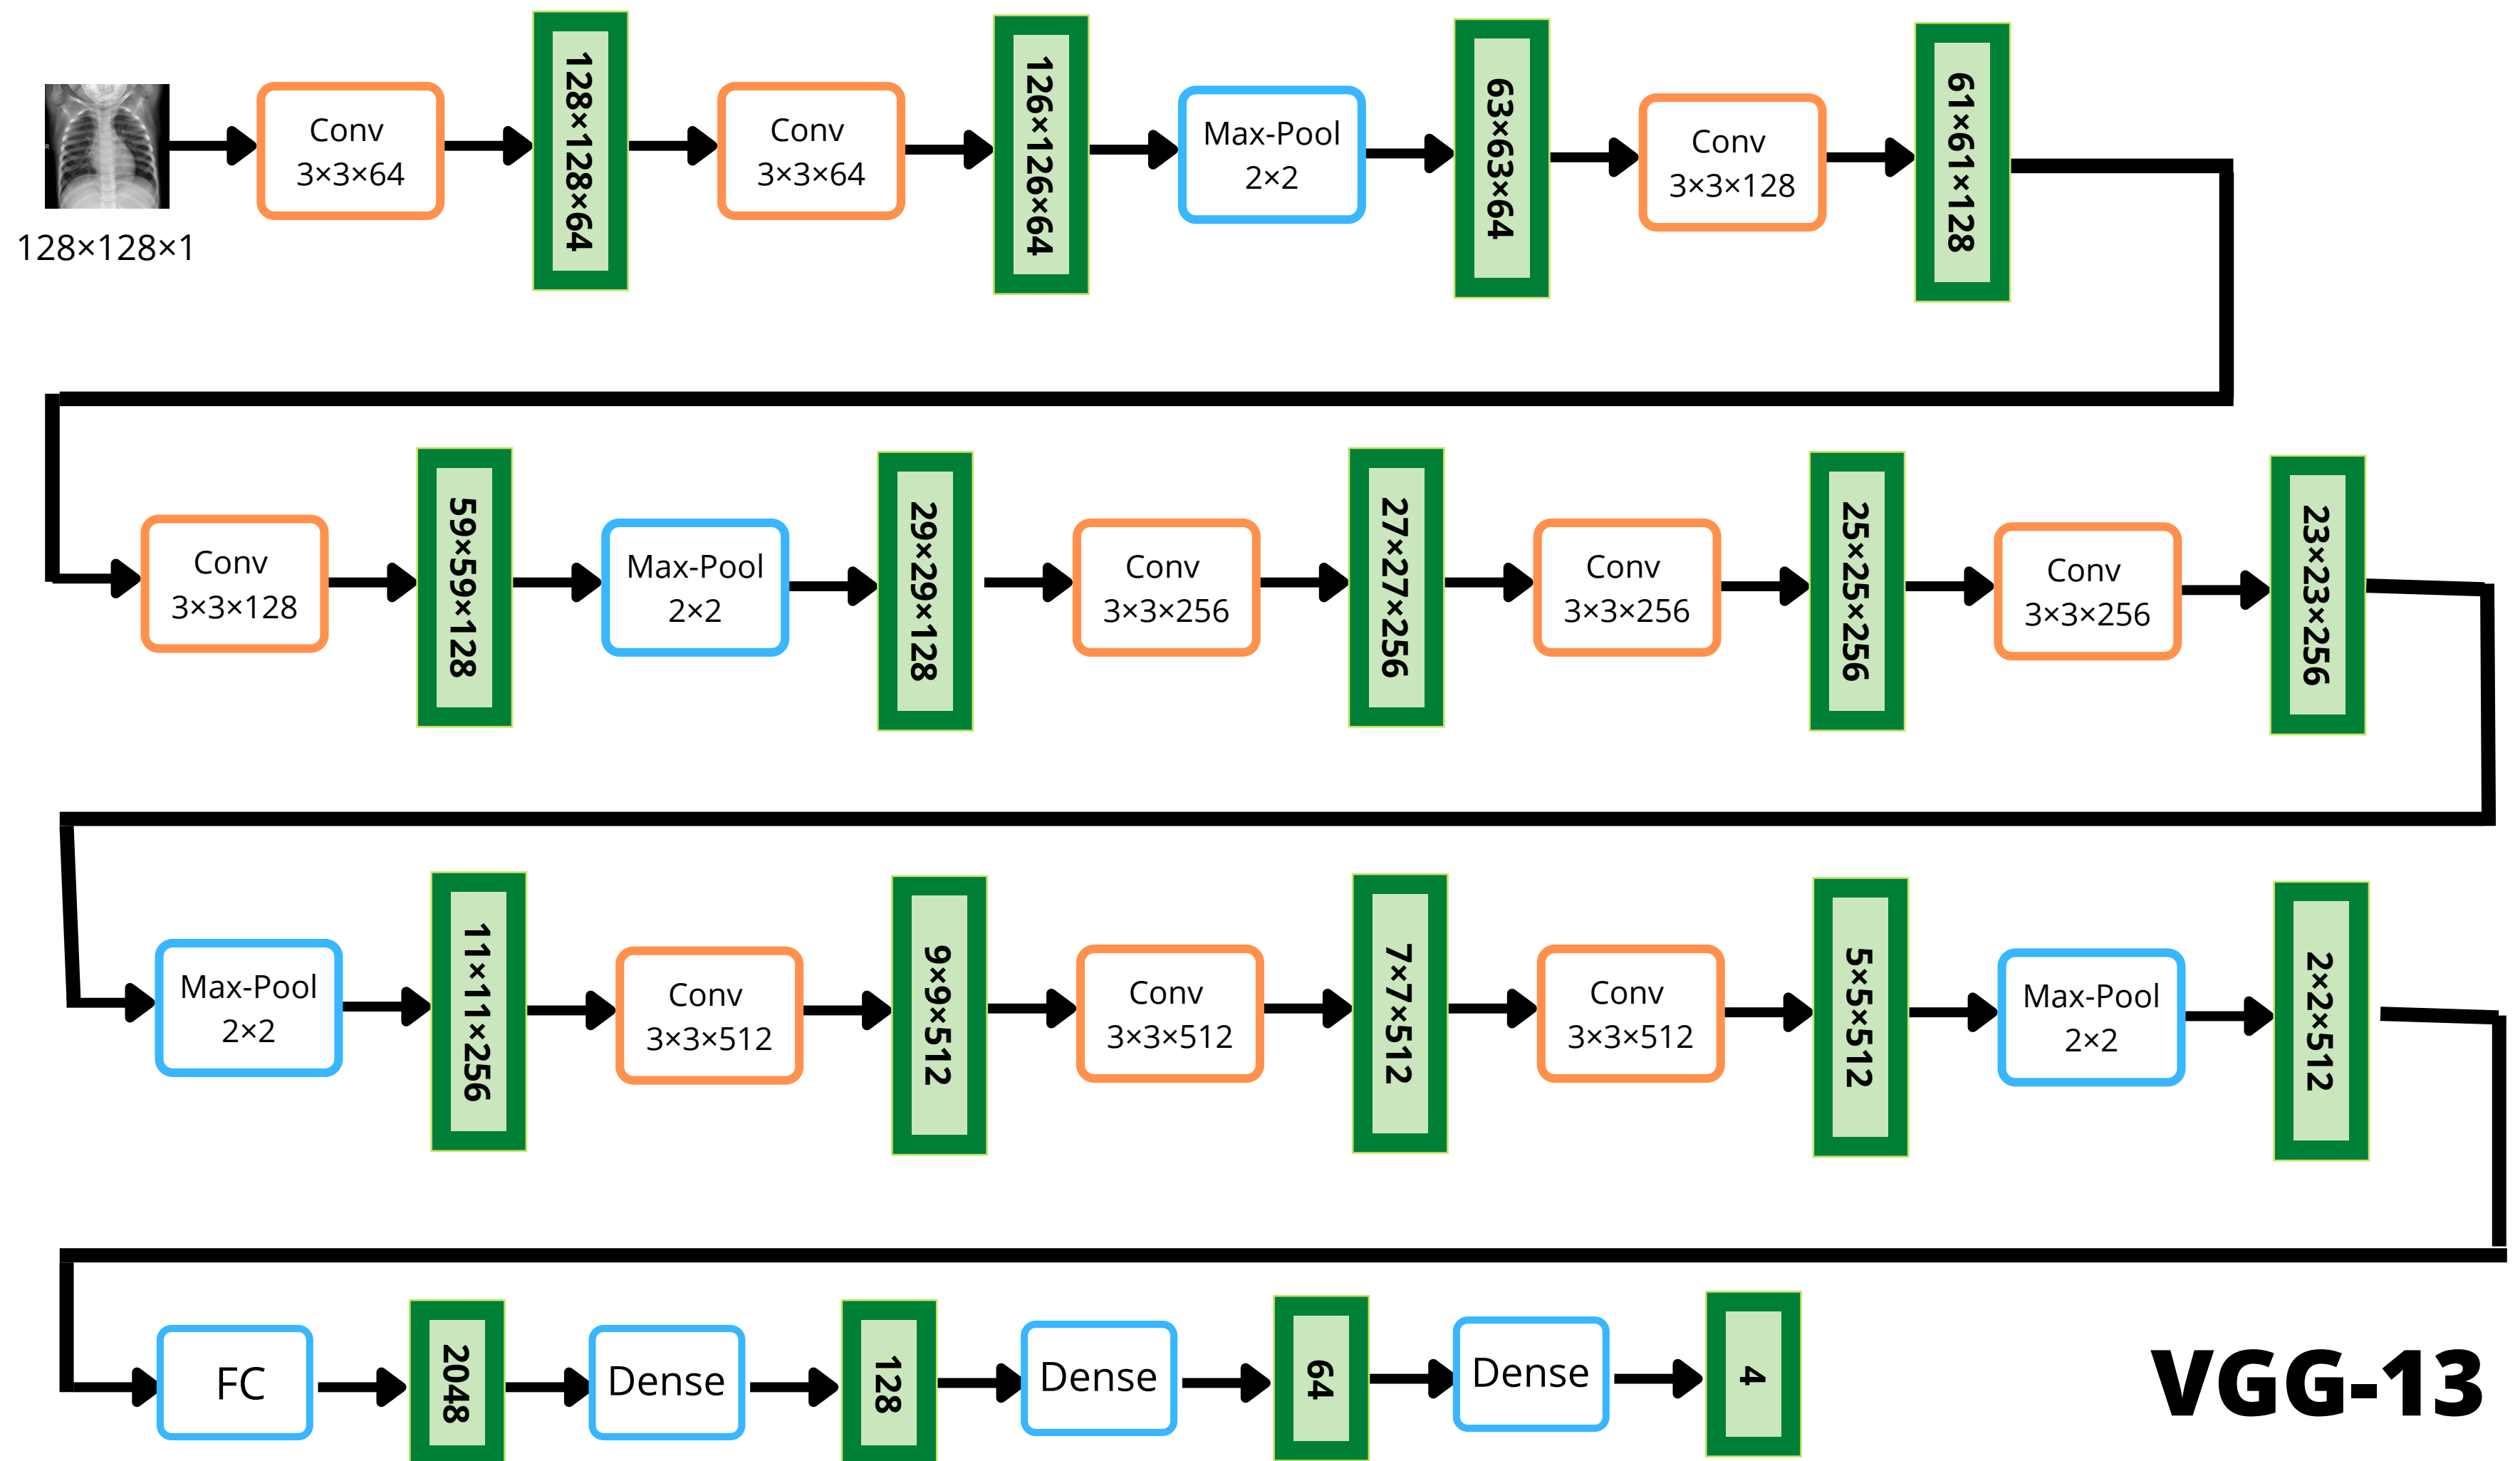 128×128×1
Conv
3×3×64
128×128×64
Conv
3×3×64
126×126×64
Max-Pool
2×2
63×63×64
Conv
3×3×128
61×61×128
Conv
3×3×128
59×59×128
Max-Pool
2×2
29×29×128
Conv
3×3×256
27×27×256
Conv
3×3×256
25×25×256
Conv
3×3×256
23×23×256
Max-Pool
2×2
11×11×256
Conv
3×3×512
9×9×512
Conv
3×3×512
7×7×512
Conv
3×3×512
5×5×512
Max-Pool
2×2
2×2×512
FC
2048
Dense
128
Dense
64
Dense
4
VGG-13